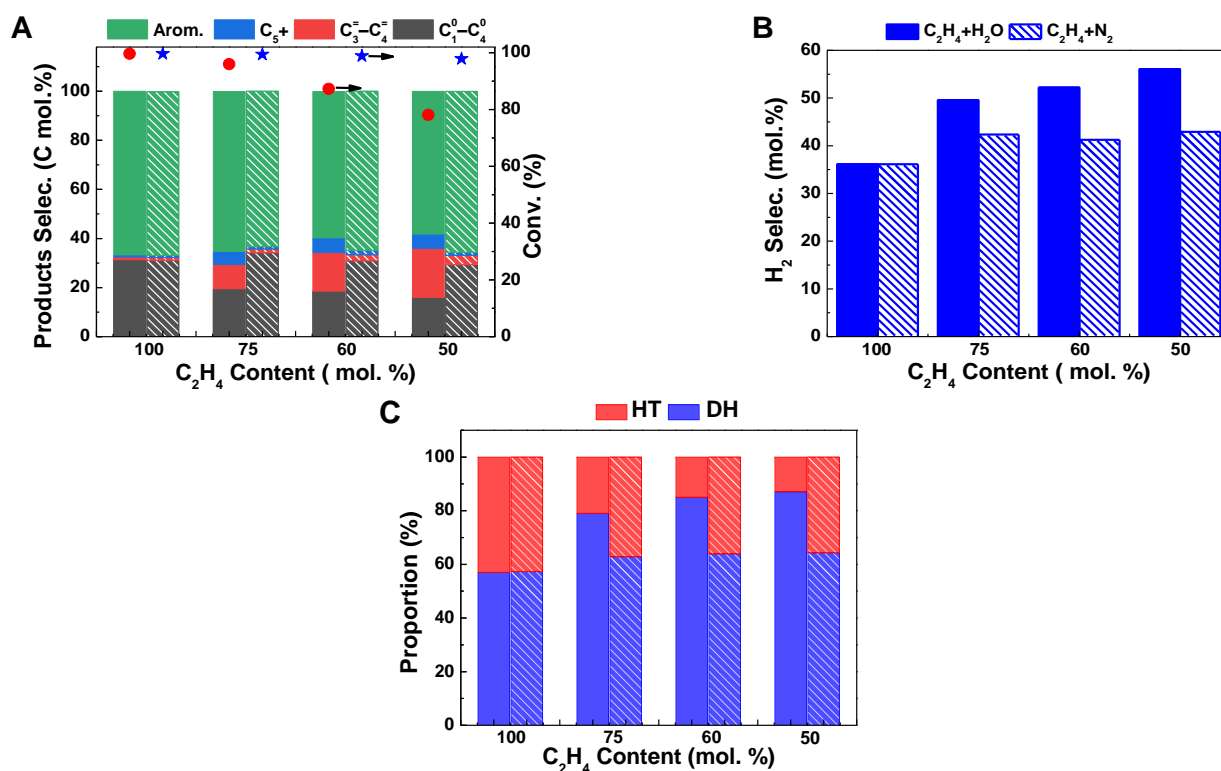 A
Arom. C₅+ C₃⁼–C₄⁼ C₁⁰–C₄⁰
Products Selec. (C mol.%)
100
80
60
40
20
0
100
80
60
40
20
0
Conv. (%)
100 75 60 50
C₂H₄ Content ( mol. %)
B
C₂H₄+H₂O C₂H₄+N₂
H₂ Selec. (mol.%)
60
50
40
30
20
10
0
100 75 60 50
C₂H₄ Content ( mol. %)
C
HT DH
Proportion (%)
100
80
60
40
20
0
100 75 60 50
C₂H₄ Content (mol. %)